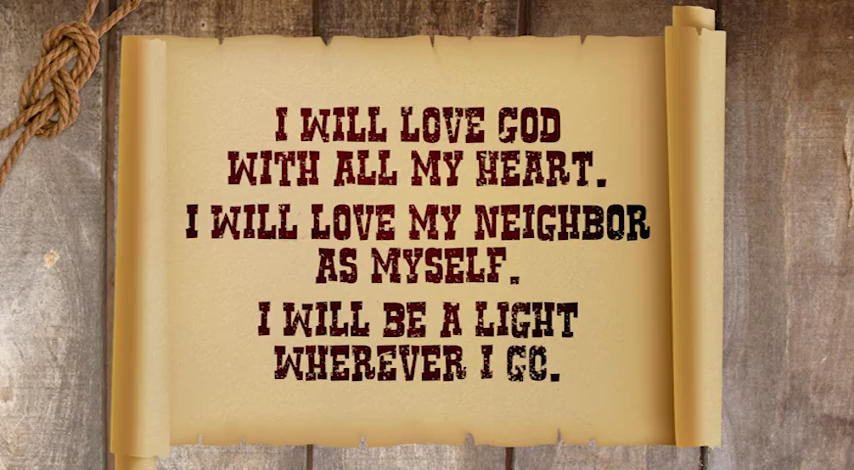 I WILL LOVE GOD
WITH ALL MY HEART.
I WILL LOVE MY NEIGHBOR
AS MYSELF.
I WILL BE A LIGHT
WHEREVER I GO.